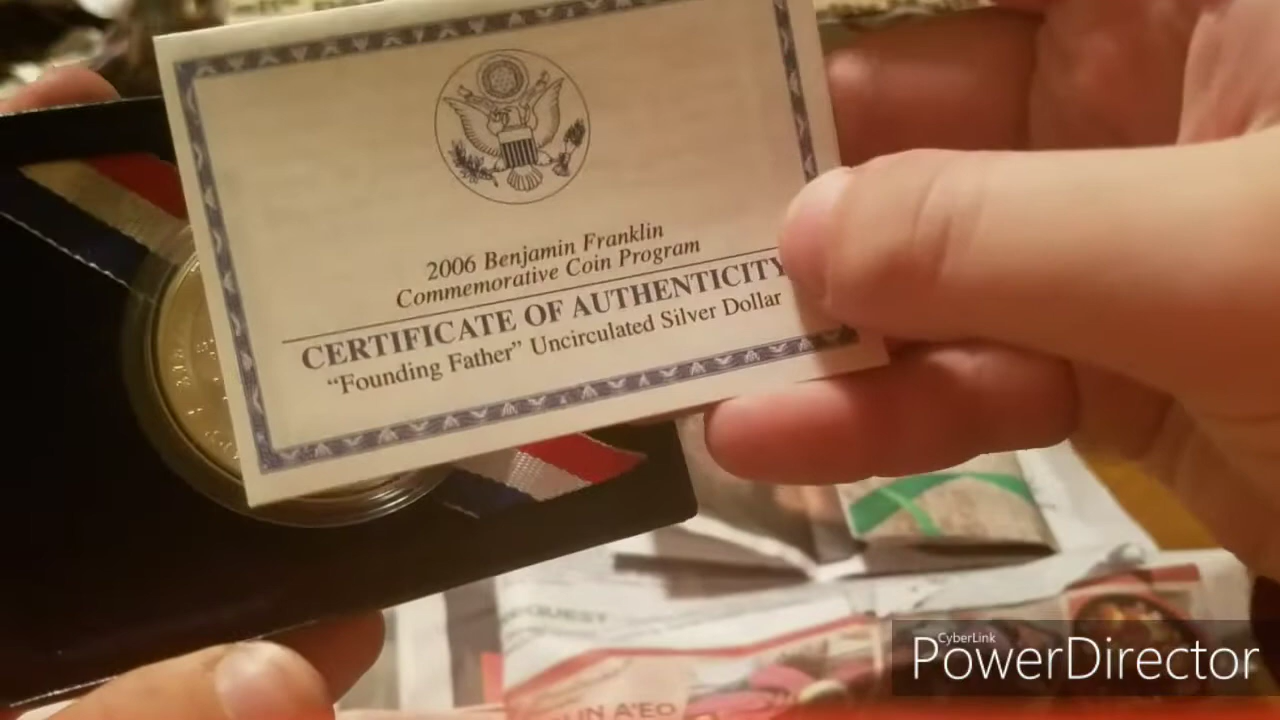 2006 Benjamin Franklin
Commemorative Coin Program
CERTIFICATE OF AUTHENTICITY
"Founding Father" Uncirculated Silver Dollar
CyberLink
PowerDirector